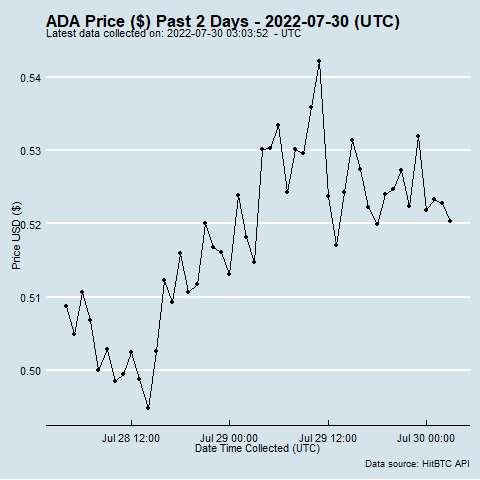 ADA Price ($) Past 2 Days - 2022-07-30 (UTC)
Latest data collected on: 2022-07-30 03:03:52 - UTC
0.54
0.53
0.52
0.51
0.50
Price USD ($)
Jul 28 12:00 Jul 29 00:00 Jul 29 12:00 Jul 30 00:00
Date Time Collected (UTC)
Data source: HitBTC API